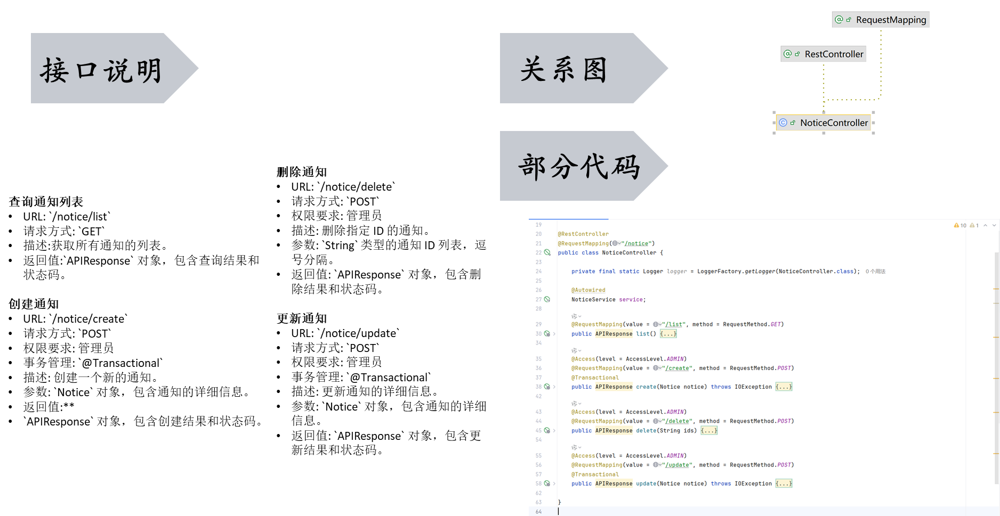 接口说明
查询通知列表
• URL: `/notice/list`
• 请求方式: `GET`
• 描述:获取所有通知的列表。
• 返回值:`APIResponse` 对象，包含查询结果和
状态码。
创建通知
• URL: `/notice/create`
• 请求方式: `POST`
• 权限要求: 管理员
• 事务管理: `@Transactional`
• 描述: 创建一个新的通知。
• 参数: `Notice` 对象，包含通知的详细信息。
• 返回值:**
• `APIResponse` 对象，包含创建结果和状态码。
删除通知
• URL: `/notice/delete`
• 请求方式: `POST`
• 权限要求: 管理员
• 描述: 删除指定 ID 的通知。
• 参数: `String` 类型的通知 ID 列表，逗
号分隔。
• 返回值: `APIResponse` 对象，包含删
除结果和状态码。
更新通知
• URL: `/notice/update`
• 请求方式: `POST`
• 权限要求: 管理员
• 事务管理: `@Transactional`
• 描述: 更新通知的详细信息。
• 参数: `Notice` 对象，包含通知的详细
信息。
• 返回值: `APIResponse` 对象，包含更
新结果和状态码。
关系图
@ RequestMapping
@ RestController
C NoticeController
部分代码
10 1
19
20 @RestController
21 @RequestMapping("/notice")
22 public class NoticeController {
23
24 private final static Logger logger = LoggerFactory.getLogger(NoticeController.class); 0 个用法
25
26 @Autowired
27 NoticeService service;
28
29 @RequestMapping(value = "/list", method = RequestMethod.GET)
30 public APIResponse list() {...}
34
35 @Access(level = AccessLevel.ADMIN)
36 @RequestMapping(value = "/create", method = RequestMethod.POST)
37 @Transactional
38 public APIResponse create(Notice notice) throws IOException {...}
42
43 @Access(level = AccessLevel.ADMIN)
44 @RequestMapping(value = "/delete", method = RequestMethod.POST)
45 public APIResponse delete(String ids) {...}
54
55 @Access(level = AccessLevel.ADMIN)
56 @RequestMapping(value = "/update", method = RequestMethod.POST)
57 @Transactional
58 public APIResponse update(Notice notice) throws IOException {...}
62
63 }
64